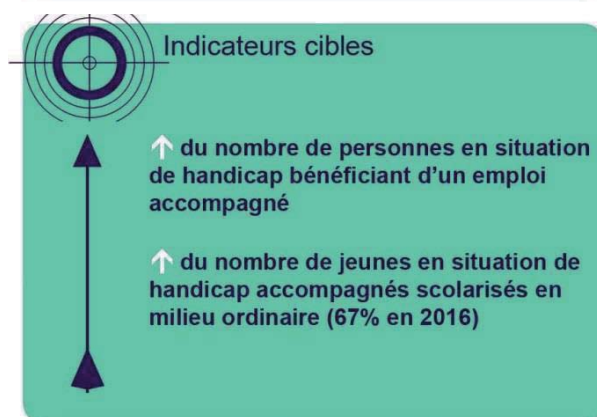 Indicateurs cibles
↑ du nombre de personnes en situation
de handicap bénéficiant d’un emploi
accompagné
↑ du nombre de jeunes en situation de
handicap accompagnés scolarisés en
milieu ordinaire (67% en 2016)